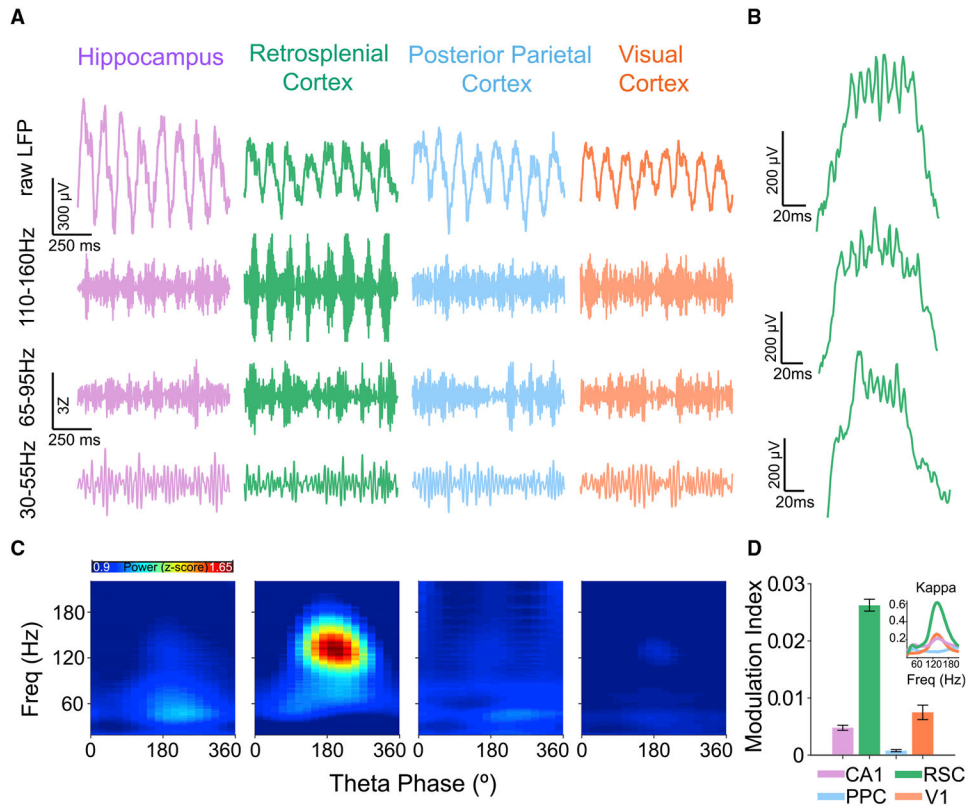 A
Hippocampus
Retrosplenial
Cortex
Posterior Parietal
Cortex
Visual
Cortex
raw LFP
300 µV
250 ms
110-160Hz
65-95Hz
3Z
250 ms
30-55Hz
B
200 µV
20ms
200 µV
20ms
200 µV
20ms
C
0.9 Power (z-score) 1.65
Freq (Hz)
180
120
60
0 180 360
0 180 360
0 180 360
0 180 360
Theta Phase (º)
D
Modulation Index
0.03
0.02
0.01
0
Kappa
0.6
0.4
0.2
60 120 180
Freq (Hz)
CA1 RSC
PPC V1